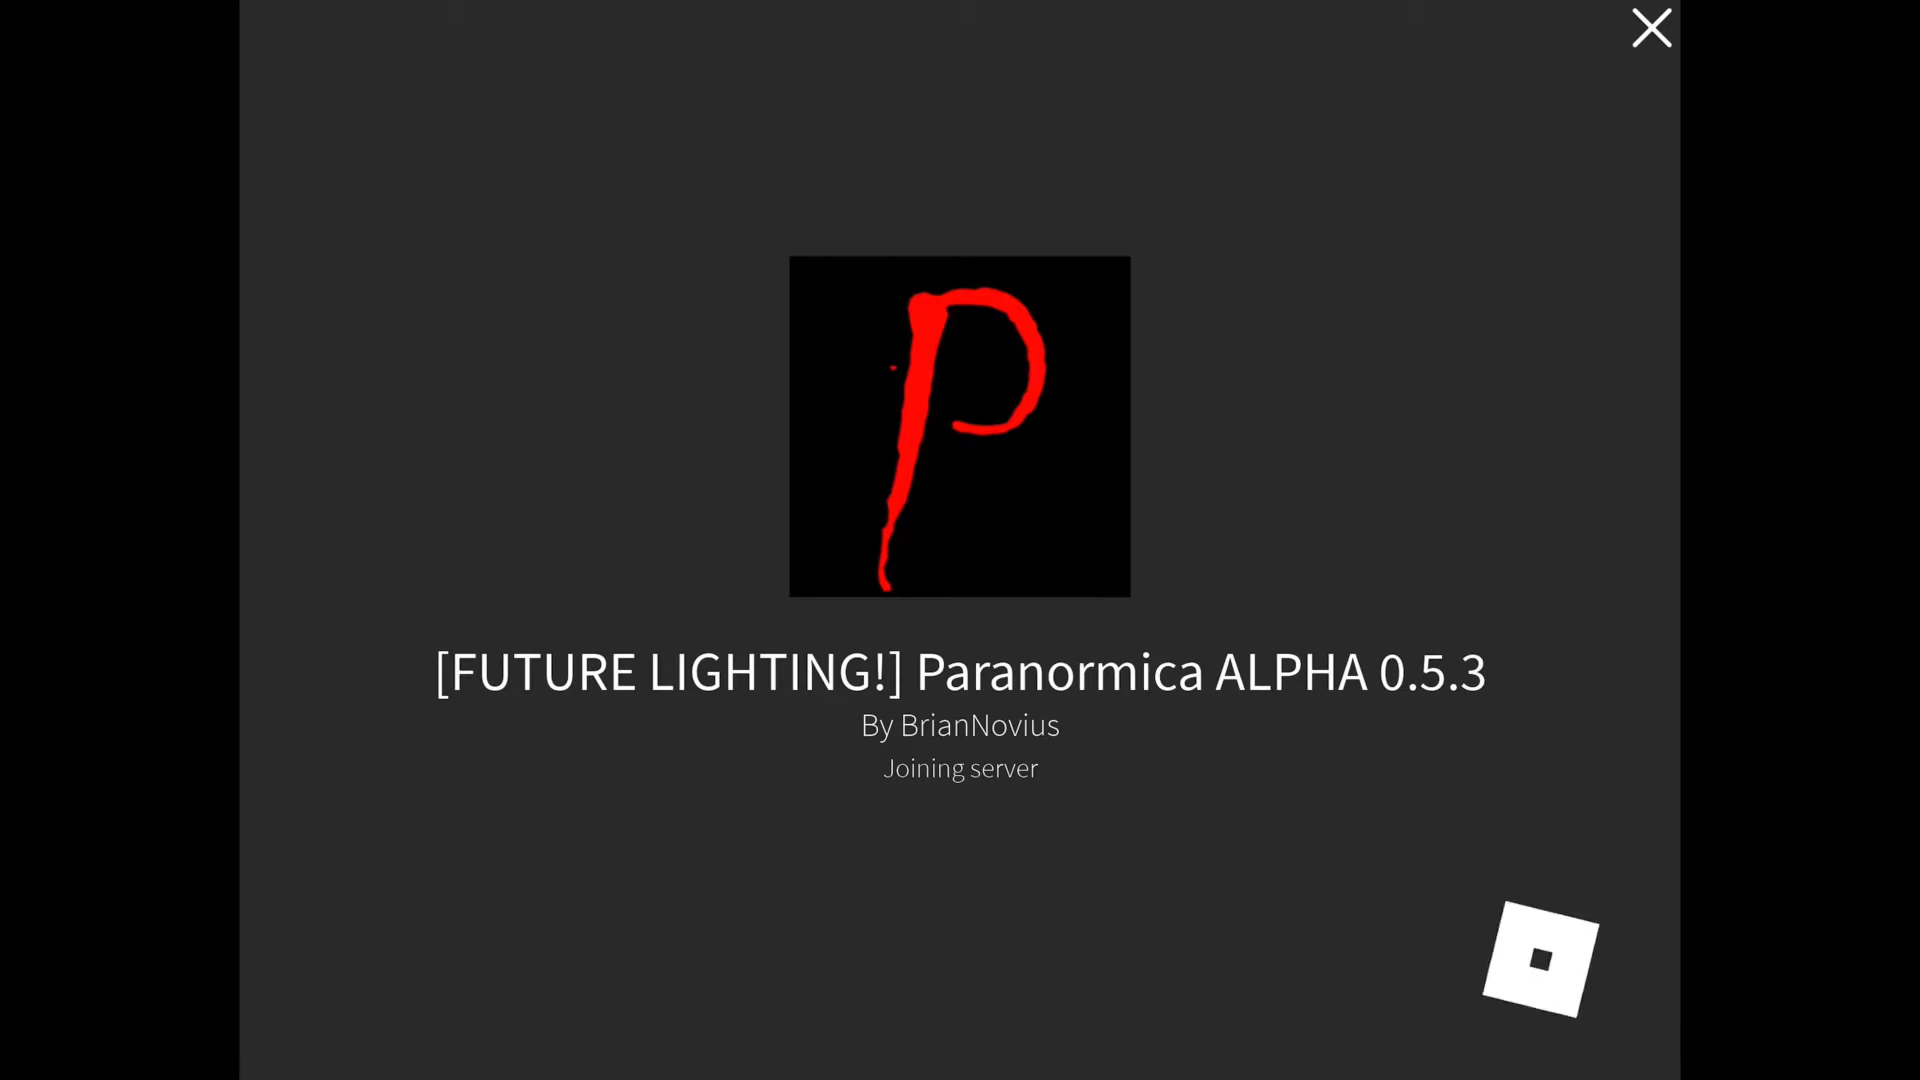 P
[FUTURE LIGHTING!] Paranormica ALPHA 0.5.3
By BrianNovius
Joining server